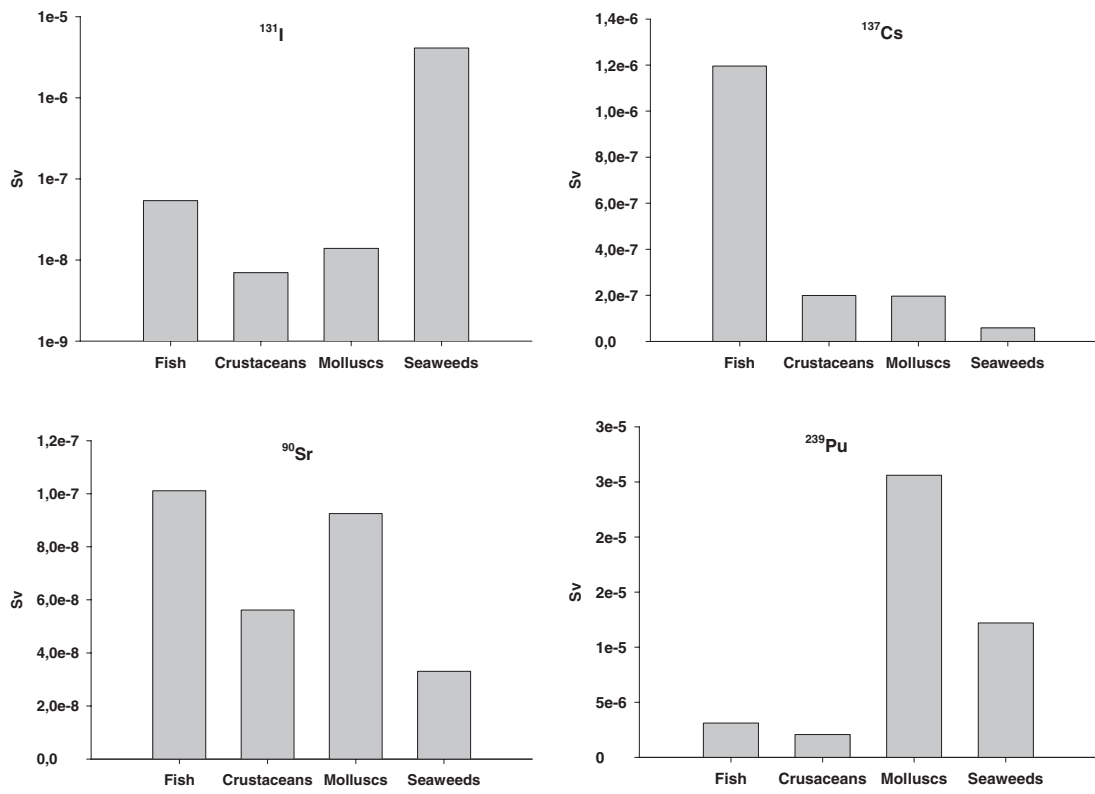 ¹³¹I
1e-5
1e-6
1e-7
1e-8
1e-9
Sv
Fish Crustaceans Molluscs Seaweeds
¹³⁷Cs
1,4e-6
1,2e-6
1,0e-6
8,0e-7
6,0e-7
4,0e-7
2,0e-7
0,0
Sv
Fish Crustaceans Molluscs Seaweeds
⁹⁰Sr
1,2e-7
1,0e-7
8,0e-8
6,0e-8
4,0e-8
2,0e-8
0,0
Sv
Fish Crustaceans Molluscs Seaweeds
²³⁹Pu
3e-5
3e-5
2e-5
2e-5
1e-5
5e-6
0
Sv
Fish Crusaceans Molluscs Seaweeds